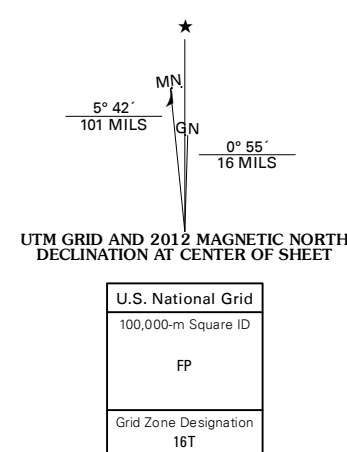 MN.
5° 42´
101 MILS
GN
0° 55´
16 MILS
UTM GRID AND 2012 MAGNETIC NORTH
DECLINATION AT CENTER OF SHEET
U.S. National Grid
100,000-m Square ID
FP
Grid Zone Designation
16T